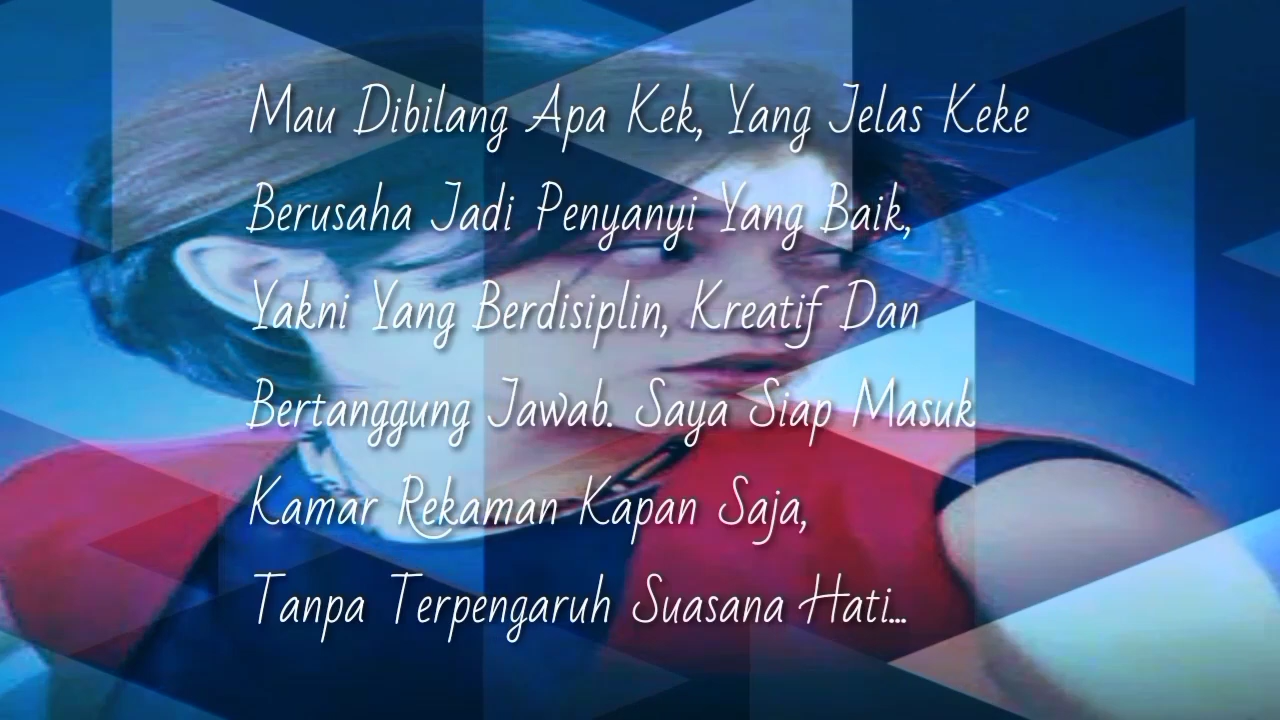 Mau Dibilang Apa Kek, Yang Jelas Keke
Berusaha Jadi Penyanyi Yang Baik,
Yakni Yang Berdisiplin, Kreatif Dan
Bertanggung Jawab. Saya Siap Masuk
Kamar Rekaman Kapan Saja,
Tanpa Terpengaruh Suasana Hati...